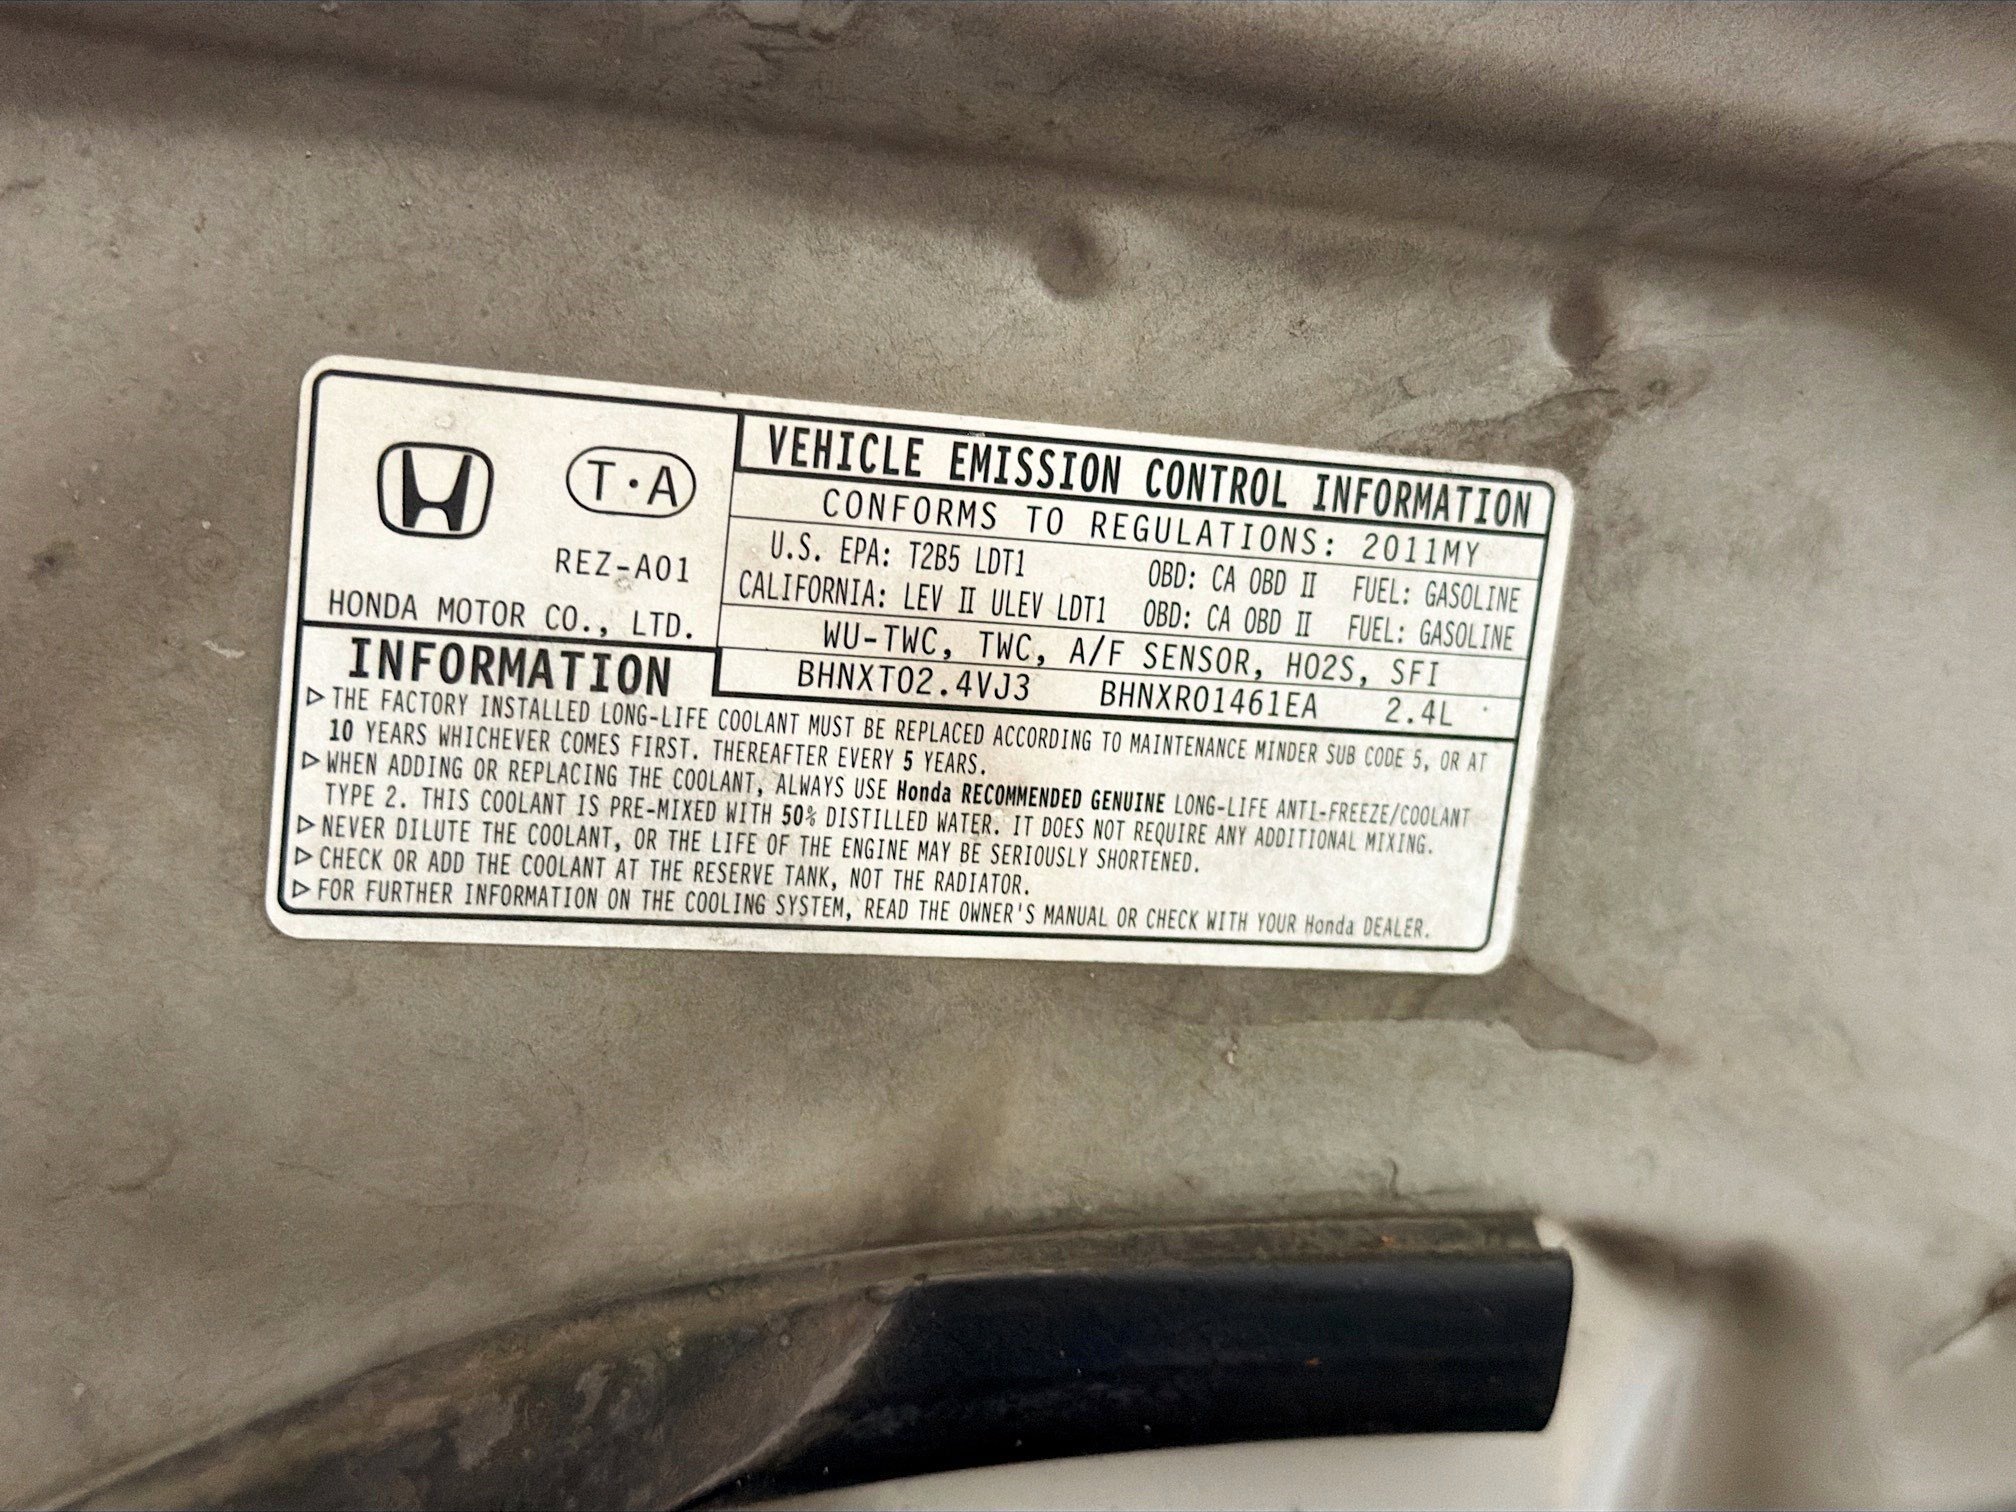 T·A
REZ-A01
HONDA MOTOR CO., LTD.
VEHICLE EMISSION CONTROL INFORMATION
CONFORMS TO REGULATIONS: 2011MY
U.S. EPA: T2B5 LDT1 OBD: CA OBD II FUEL: GASOLINE
CALIFORNIA: LEV II ULEV LDT1 OBD: CA OBD II FUEL: GASOLINE
WU-TWC, TWC, A/F SENSOR, HO2S, SFI
BHNXT02.4VJ3 BHNXR01461EA 2.4L
INFORMATION
▷ THE FACTORY INSTALLED LONG-LIFE COOLANT MUST BE REPLACED ACCORDING TO MAINTENANCE MINDER SUB CODE 5, OR AT
10 YEARS WHICHEVER COMES FIRST. THEREAFTER EVERY 5 YEARS.
▷ WHEN ADDING OR REPLACING THE COOLANT, ALWAYS USE Honda RECOMMENDED GENUINE LONG-LIFE ANTI-FREEZE/COOLANT
TYPE 2. THIS COOLANT IS PRE-MIXED WITH 50% DISTILLED WATER. IT DOES NOT REQUIRE ANY ADDITIONAL MIXING.
▷ NEVER DILUTE THE COOLANT, OR THE LIFE OF THE ENGINE MAY BE SERIOUSLY SHORTENED.
▷ CHECK OR ADD THE COOLANT AT THE RESERVE TANK, NOT THE RADIATOR.
▷ FOR FURTHER INFORMATION ON THE COOLING SYSTEM, READ THE OWNER'S MANUAL OR CHECK WITH YOUR Honda DEALER.